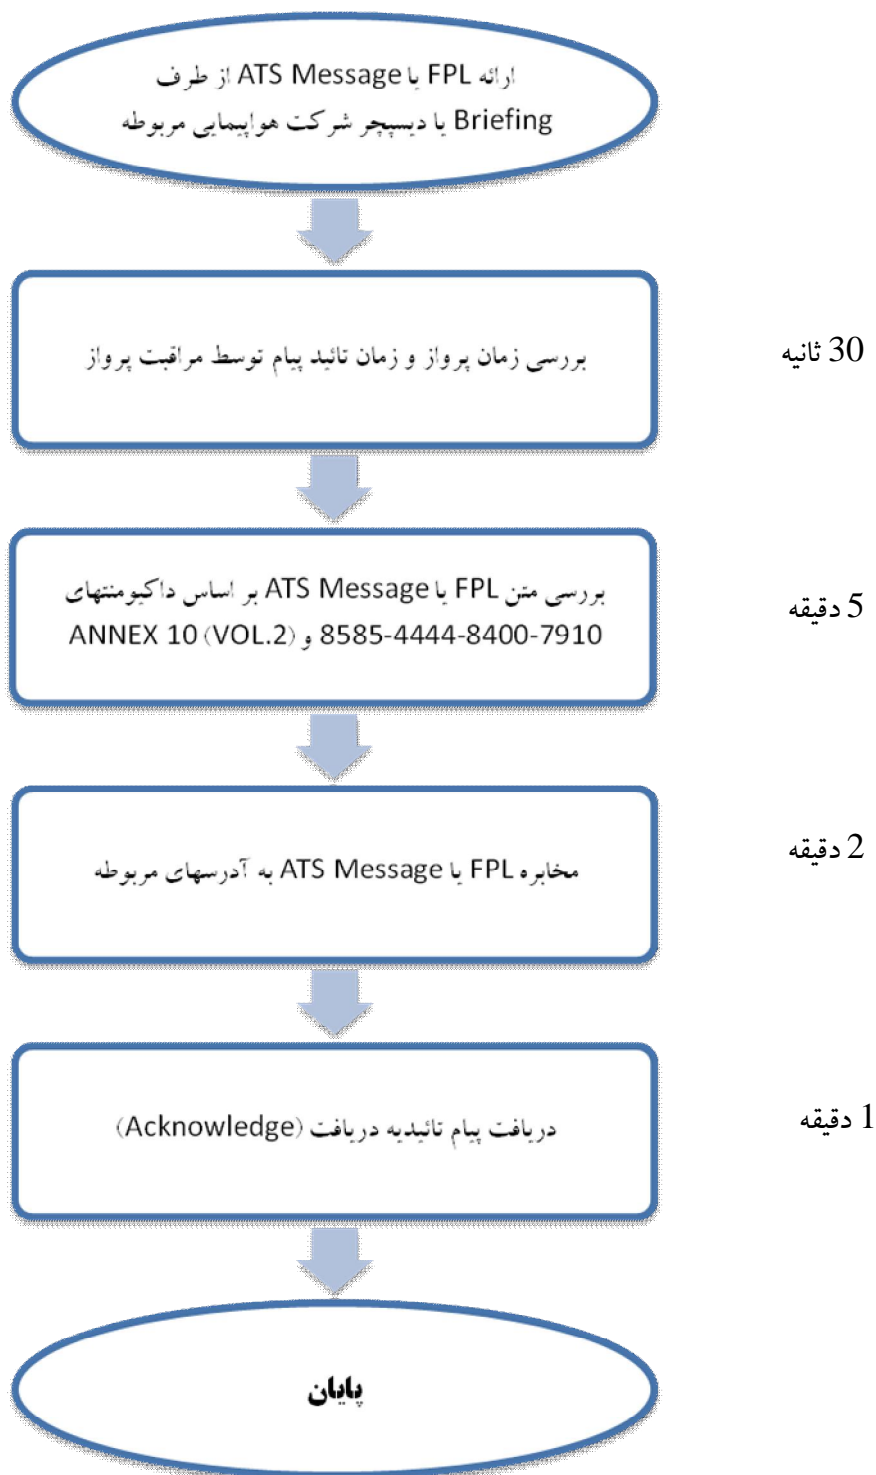 ارائه FPL یا ATS Message از طرف
Briefing یا دیسپچر شرکت هواپیمایی مربوطه
بررسی زمان پرواز و زمان تائید پیام توسط مراقبت پرواز
30 ثانیه
بررسی متن FPL یا ATS Message بر اساس داکیومنتهای
8585-4444-8400-7910 و ANNEX 10 (VOL.2)
5 دقیقه
مخابره FPL یا ATS Message به آدرسهای مربوطه
2 دقیقه
دریافت پیام تائیدیه دریافت (Acknowledge)
1 دقیقه
پایان